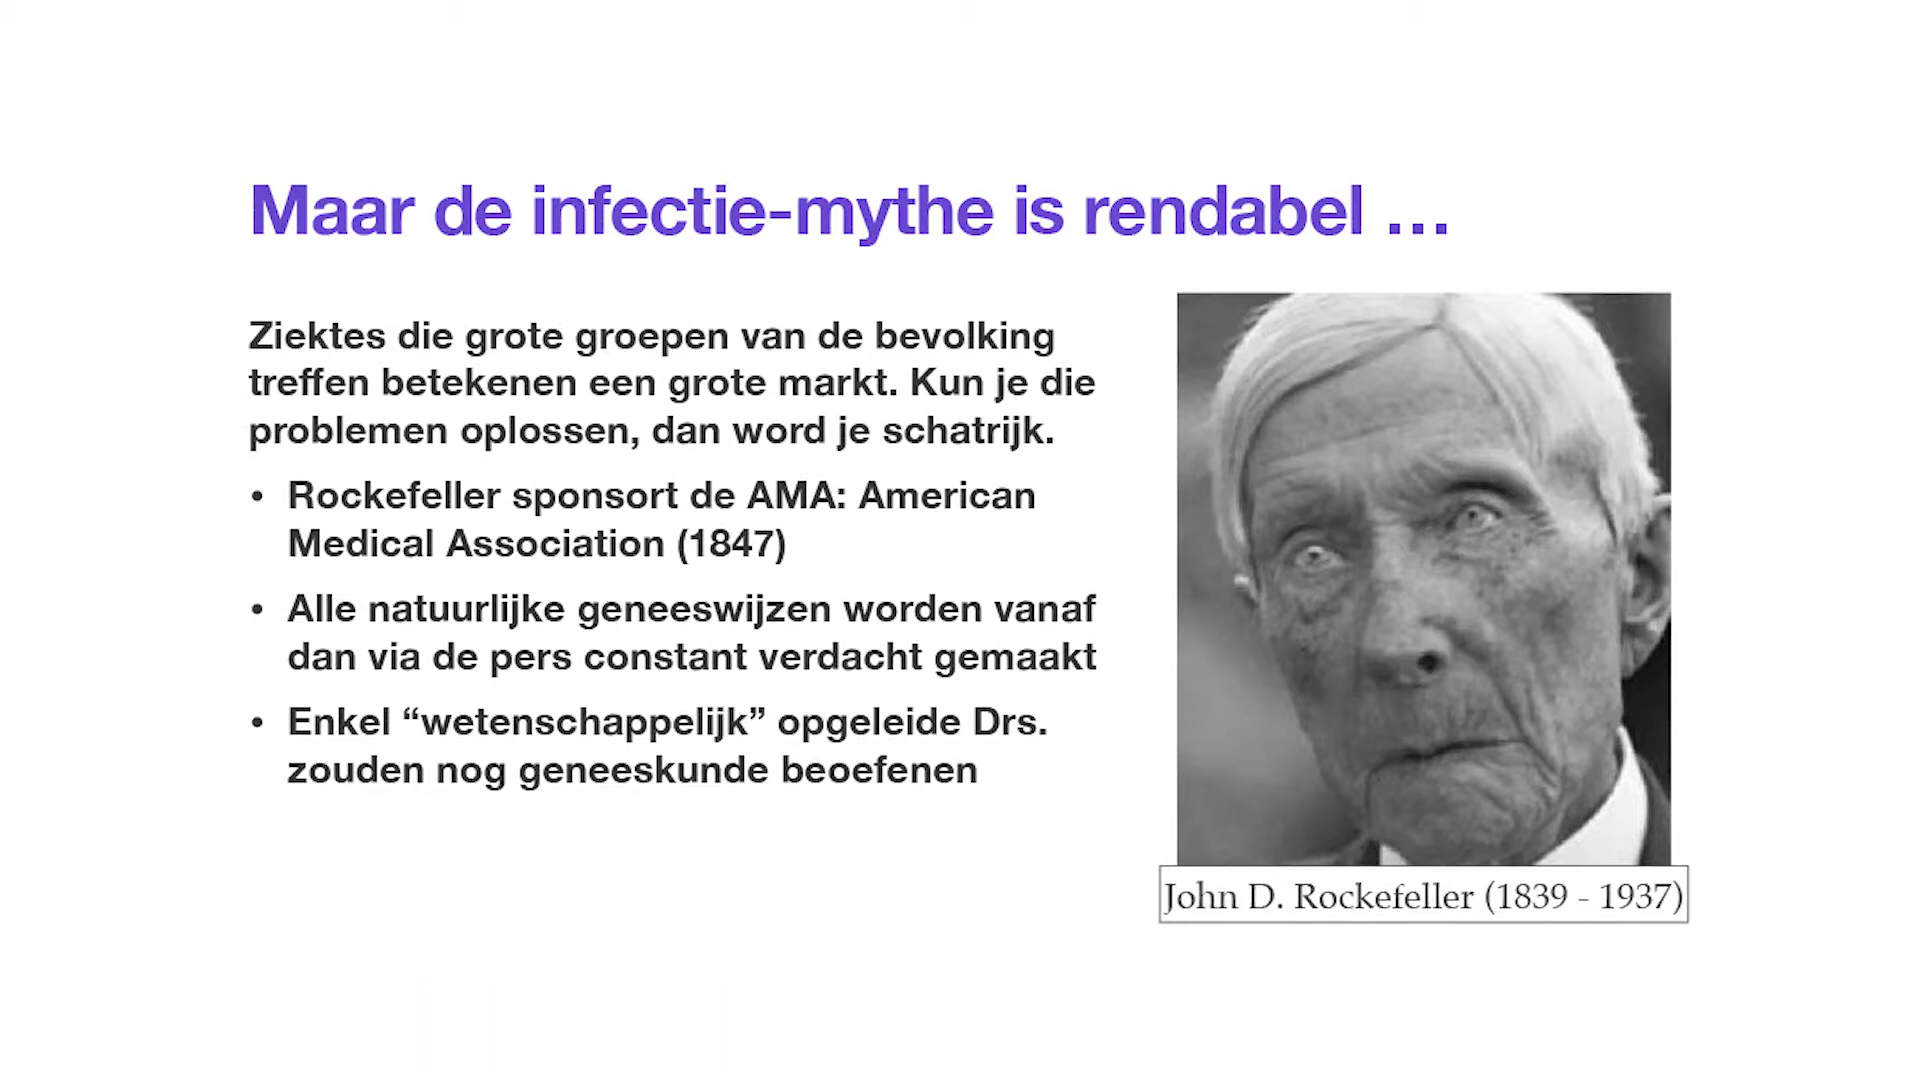 Maar de infectie-mythe is rendabel …
Ziektes die grote groepen van de bevolking
treffen betekenen een grote markt. Kun je die
problemen oplossen, dan word je schatrijk.
• Rockefeller sponsort de AMA: American
Medical Association (1847)
• Alle natuurlijke geneeswijzen worden vanaf
dan via de pers constant verdacht gemaakt
• Enkel “wetenschappelijk” opgeleide Drs.
zouden nog geneeskunde beoefenen
John D. Rockefeller (1839 - 1937)